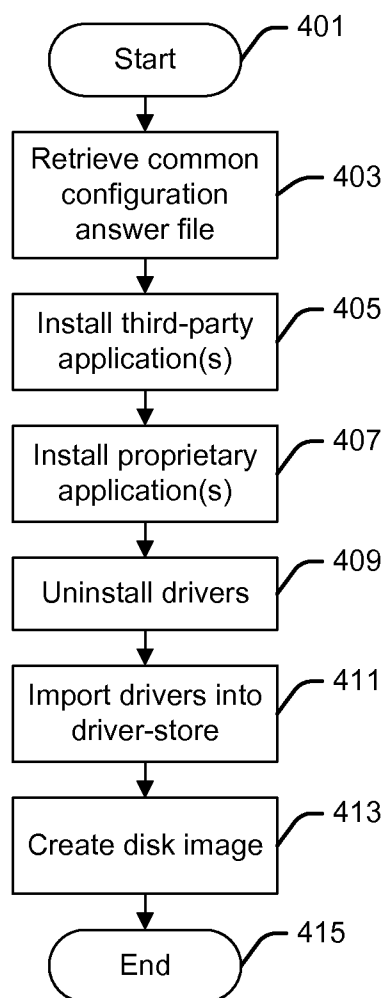 Start
401
Retrieve common
configuration
answer file
403
Install third-party
application(s)
405
Install proprietary
application(s)
407
Uninstall drivers
409
Import drivers into
driver-store
411
Create disk image
413
End
415